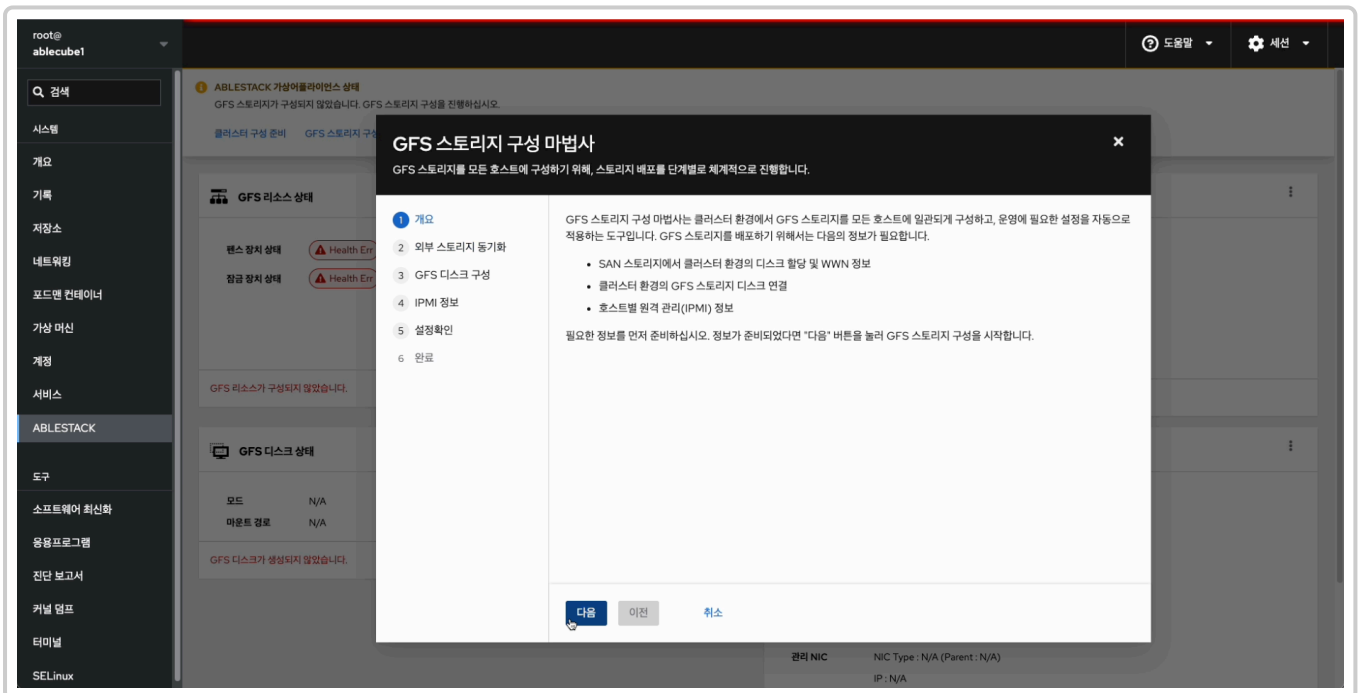 root@
ablecube1
도움말
세션
검색
시스템
개요
기록
저장소
네트워킹
포드맨 컨테이너
가상 머신
계정
서비스
ABLESTACK
도구
소프트웨어 최신화
응용프로그램
진단 보고서
커널 덤프
터미널
SELinux
ABLESTACK 가상어플라이언스 상태
GFS 스토리지가 구성되지 않았습니다. GFS 스토리지 구성을 진행하십시오.
클러스터 구성 준비 GFS 스토리지 구성
GFS 리소스 상태
펜스 장치 상태 Health Err
잠금 장치 상태 Health Err
GFS 리소스가 구성되지 않았습니다.
GFS 디스크 상태
모드 N/A
마운트 경로 N/A
GFS 디스크가 생성되지 않았습니다.
GFS 스토리지 구성 마법사
GFS 스토리지를 모든 호스트에 구성하기 위해, 스토리지 배포를 단계별로 체계적으로 진행합니다.
1 개요
2 외부 스토리지 동기화
3 GFS 디스크 구성
4 IPMI 정보
5 설정확인
6 완료
GFS 스토리지 구성 마법사는 클러스터 환경에서 GFS 스토리지를 모든 호스트에 일관되게 구성하고, 운영에 필요한 설정을 자동으로
적용하는 도구입니다. GFS 스토리지를 배포하기 위해서는 다음의 정보가 필요합니다.
• SAN 스토리지에서 클러스터 환경의 디스크 할당 및 WWN 정보
• 클러스터 환경의 GFS 스토리지 디스크 연결
• 호스트별 원격 관리(IPMI) 정보
필요한 정보를 먼저 준비하십시오. 정보가 준비되었다면 "다음" 버튼을 눌러 GFS 스토리지 구성을 시작합니다.
다음 이전 취소
관리 NIC NIC Type : N/A (Parent : N/A)
IP : N/A